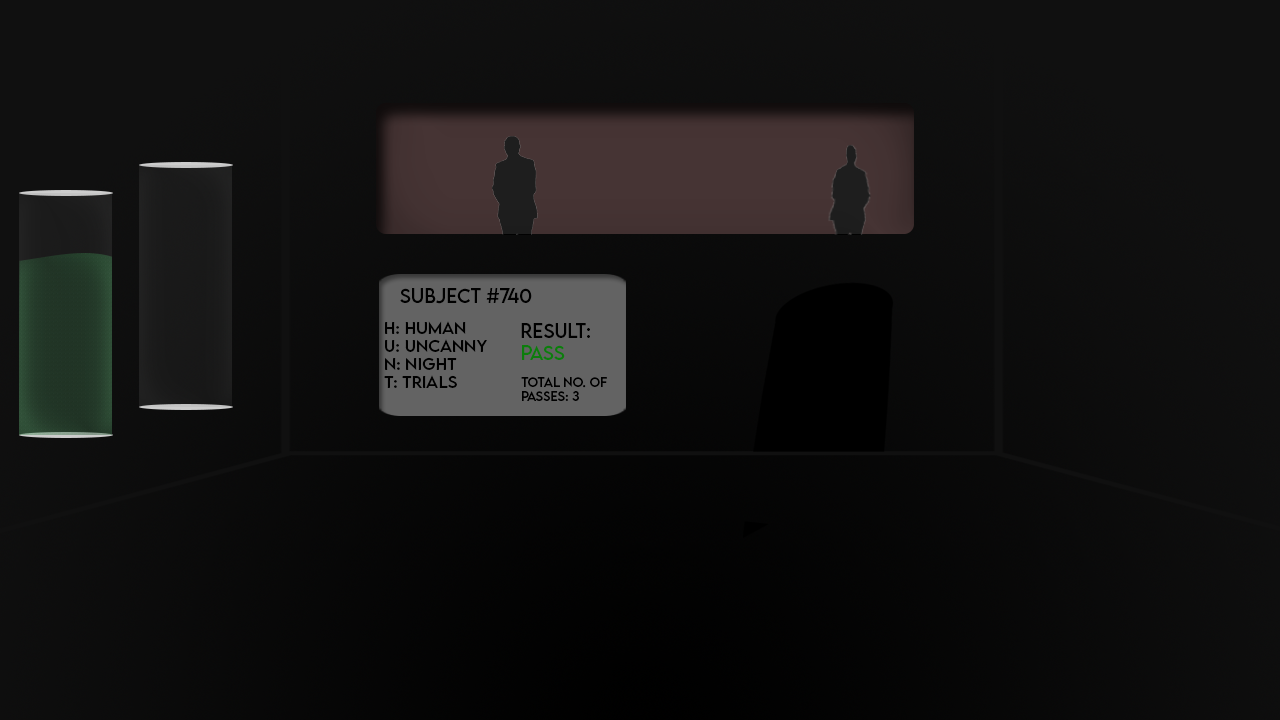 SUBJECT #740
H: HUMAN
U: UNCANNY
N: NIGHT
T: TRIALS
RESULT:
PASS
TOTAL NO. OF
PASSES: 3